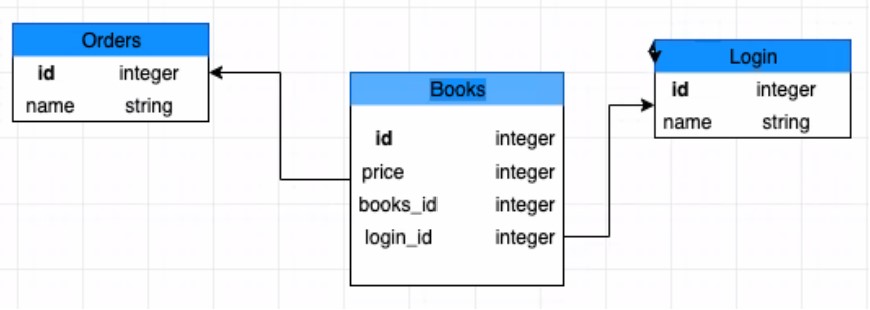 Orders
id integer
name string
Books
id integer
price integer
books_id integer
login_id integer
Login
id integer
name string